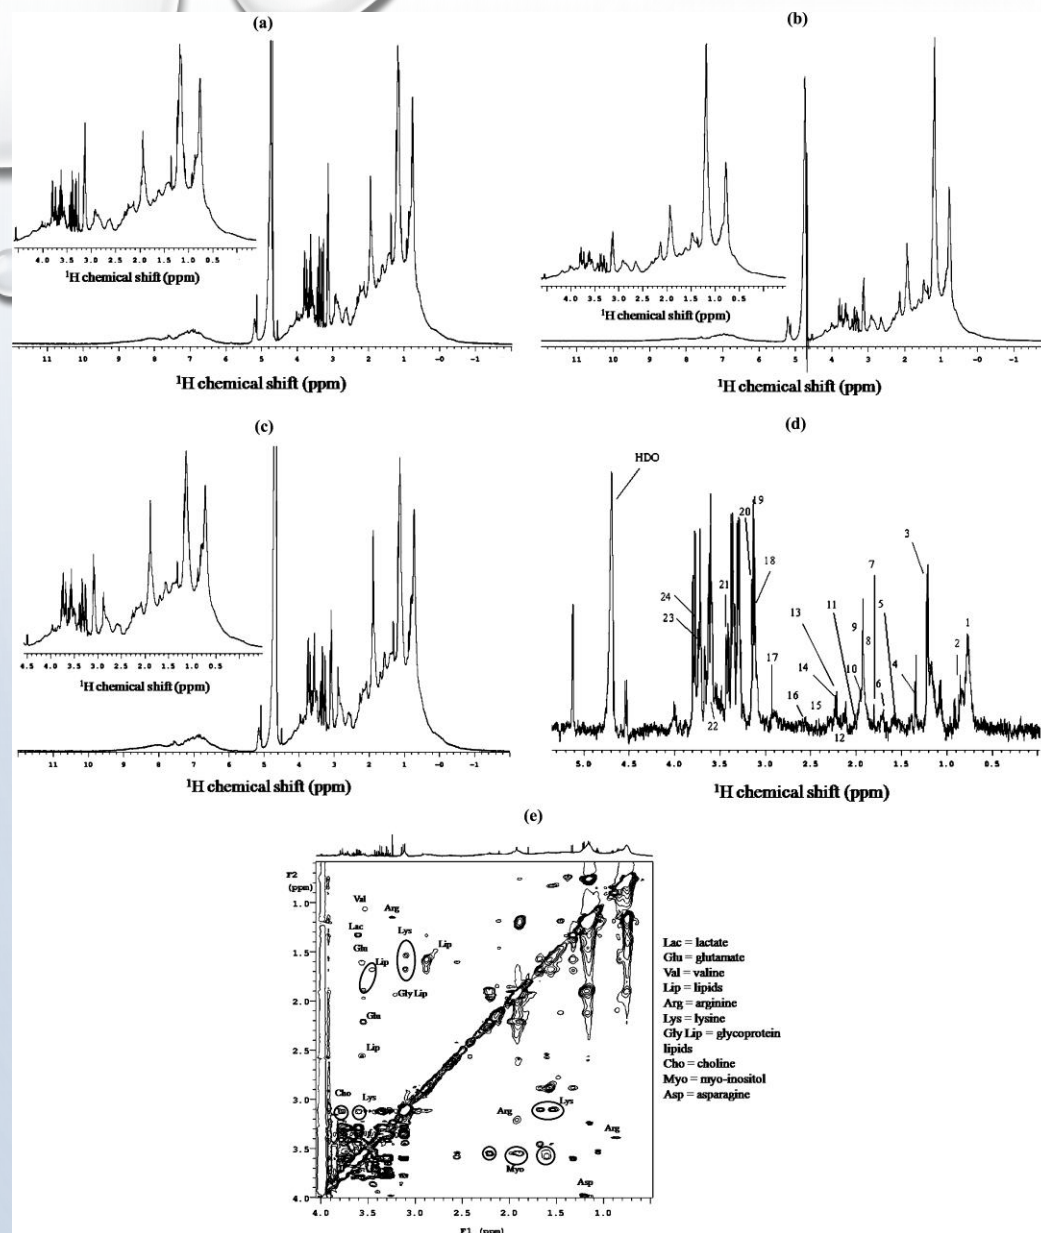 (a)
4.0 3.5 3.0 2.5 2.0 1.5 1.0 0.5
¹H chemical shift (ppm)
11 9 8 7 6 5 4 3 2 1 -1
¹H chemical shift (ppm)
(b)
4.0 3.5 3.0 2.5 2.0 1.5 1.0 0.5
¹H chemical shift (ppm)
11 9 8 7 6 5 3 2 1 -1 -1
¹H chemical shift (ppm)
(c)
4.5 4.0 3.5 3.0 2.5 2.0 1.5 1.0 0.5
¹H chemical shift (ppm)
11 9 8 7 6 5 4 3 2 1 -1
¹H chemical shift (ppm)
(d)
HDO
19
20
3
18
7
24
21
13
11
5
23
9
8
1
14
4
2
17
10
6
16
15
22
12
5.0 4.5 4.0 3.5 3.0 2.5 2.0 1.5 1.0 0.5
¹H chemical shift (ppm)
(e)
F2
(ppm)
1.0
1.5
2.0
2.5
3.0
3.5
4.0
Val
Arg
Lac
Lys
Glu
Lip
Lip
Gly Lip
Glu
Lip
Cho
Lys
Arg
Lys
Arg
Myo
Asp
4.0 3.5 3.0 2.5 2.0 1.5 1.0
F1 (ppm)
Lac = lactate
Glu = glutamate
Val = valine
Lip = lipids
Arg = arginine
Lys = lysine
Gly Lip = glycoprotein
lipids
Cho = choline
Myo = myo-inositol
Asp = asparagine